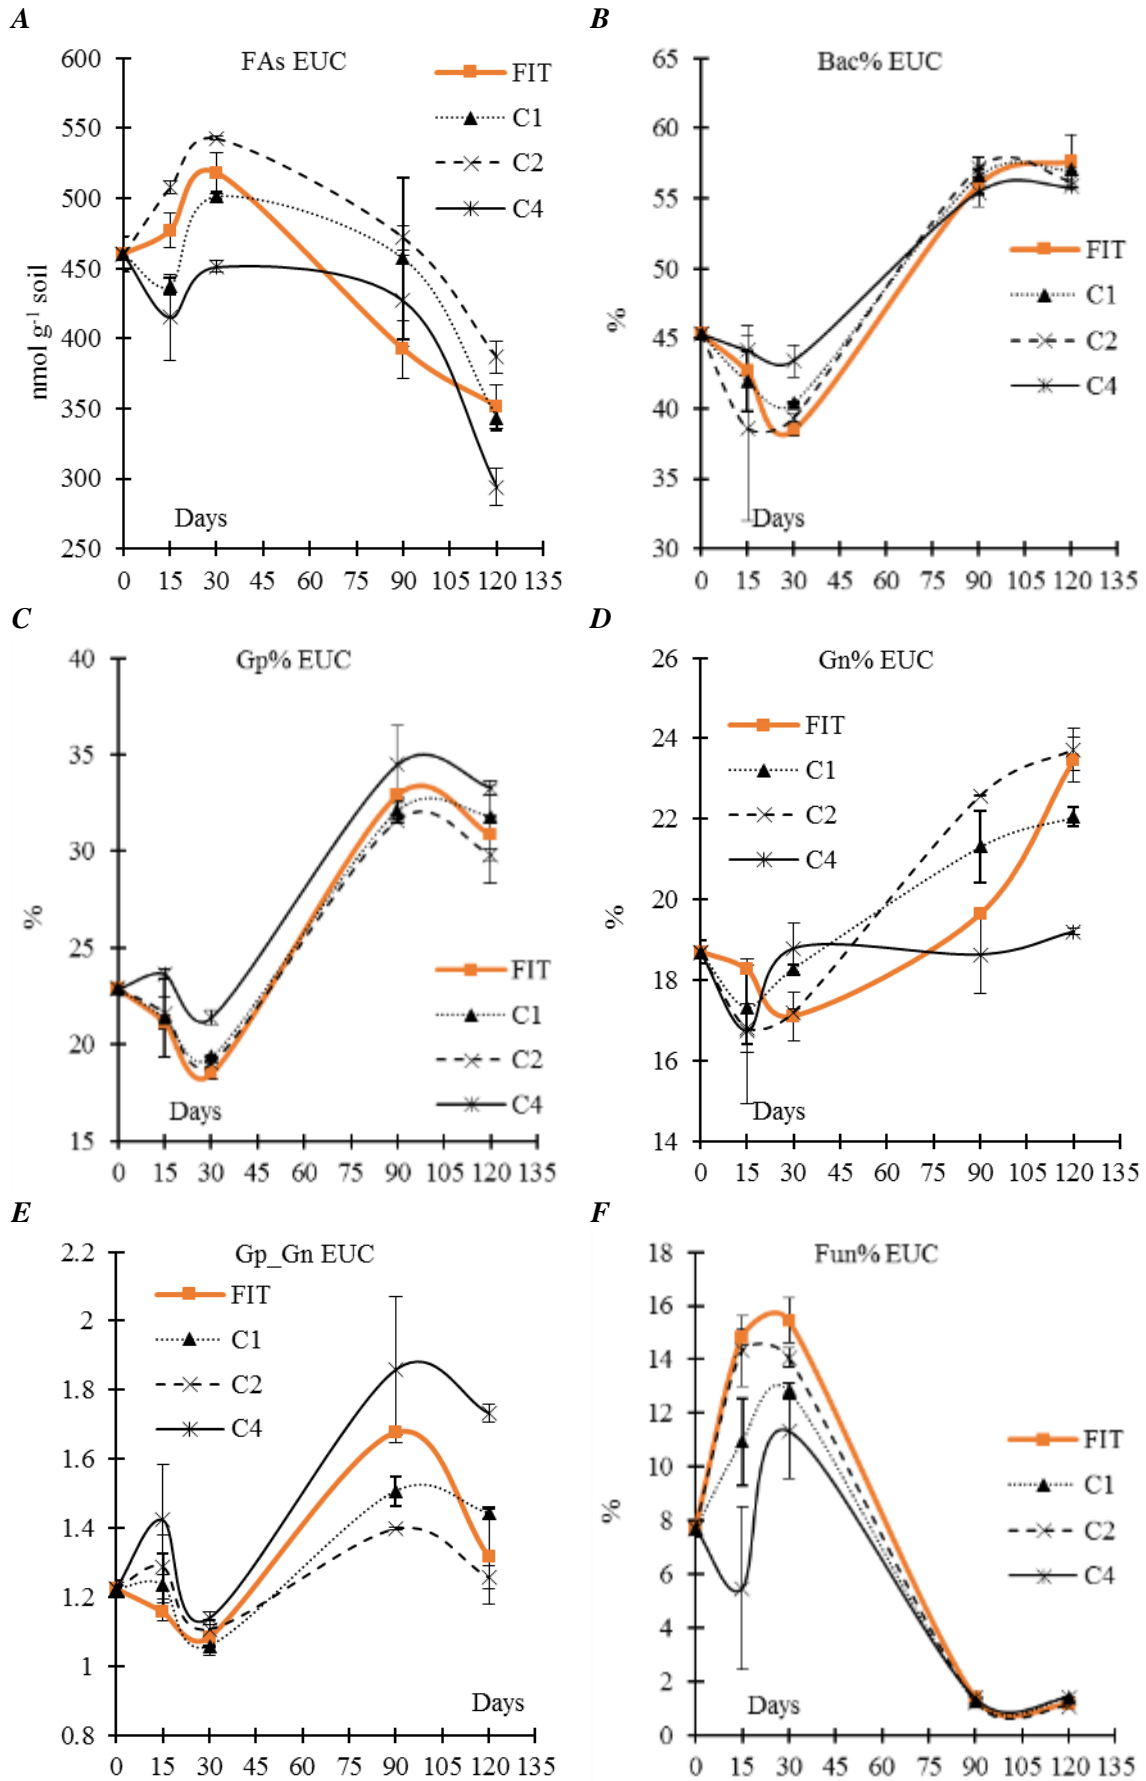 A
FAs EUC
600
550
500
450
400
350
300
250
nmol g-1 soil
FIT
C1
C2
C4
Days
0 15 30 45 60 75 90 105 120 135
B
Bac% EUC
65
60
55
50
45
40
35
30
%
FIT
C1
C2
C4
Days
0 15 30 45 60 75 90 105 120 135
C
Gp% EUC
40
35
30
25
20
15
%
FIT
C1
C2
C4
Days
0 15 30 45 60 75 90 105 120 135
D
Gn% EUC
26
24
22
20
18
16
14
%
FIT
C1
C2
C4
Days
0 15 30 45 60 75 90 105 120 135
E
Gp_Gn EUC
2.2
2
1.8
1.6
1.4
1.2
1
0.8
FIT
C1
C2
C4
Days
0 15 30 45 60 75 90 105 120 135
F
Fun% EUC
18
16
14
12
10
8
6
4
2
0
%
FIT
C1
C2
C4
Days
0 15 30 45 60 75 90 105 120 135